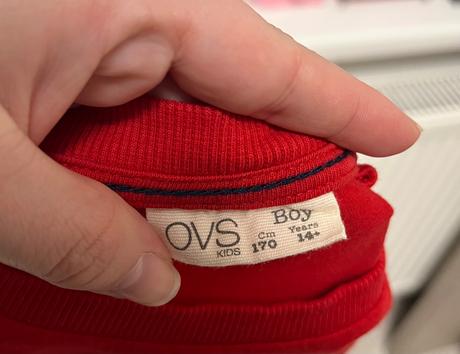 OVS
KIDS
Boy
Cm Years
170 14+